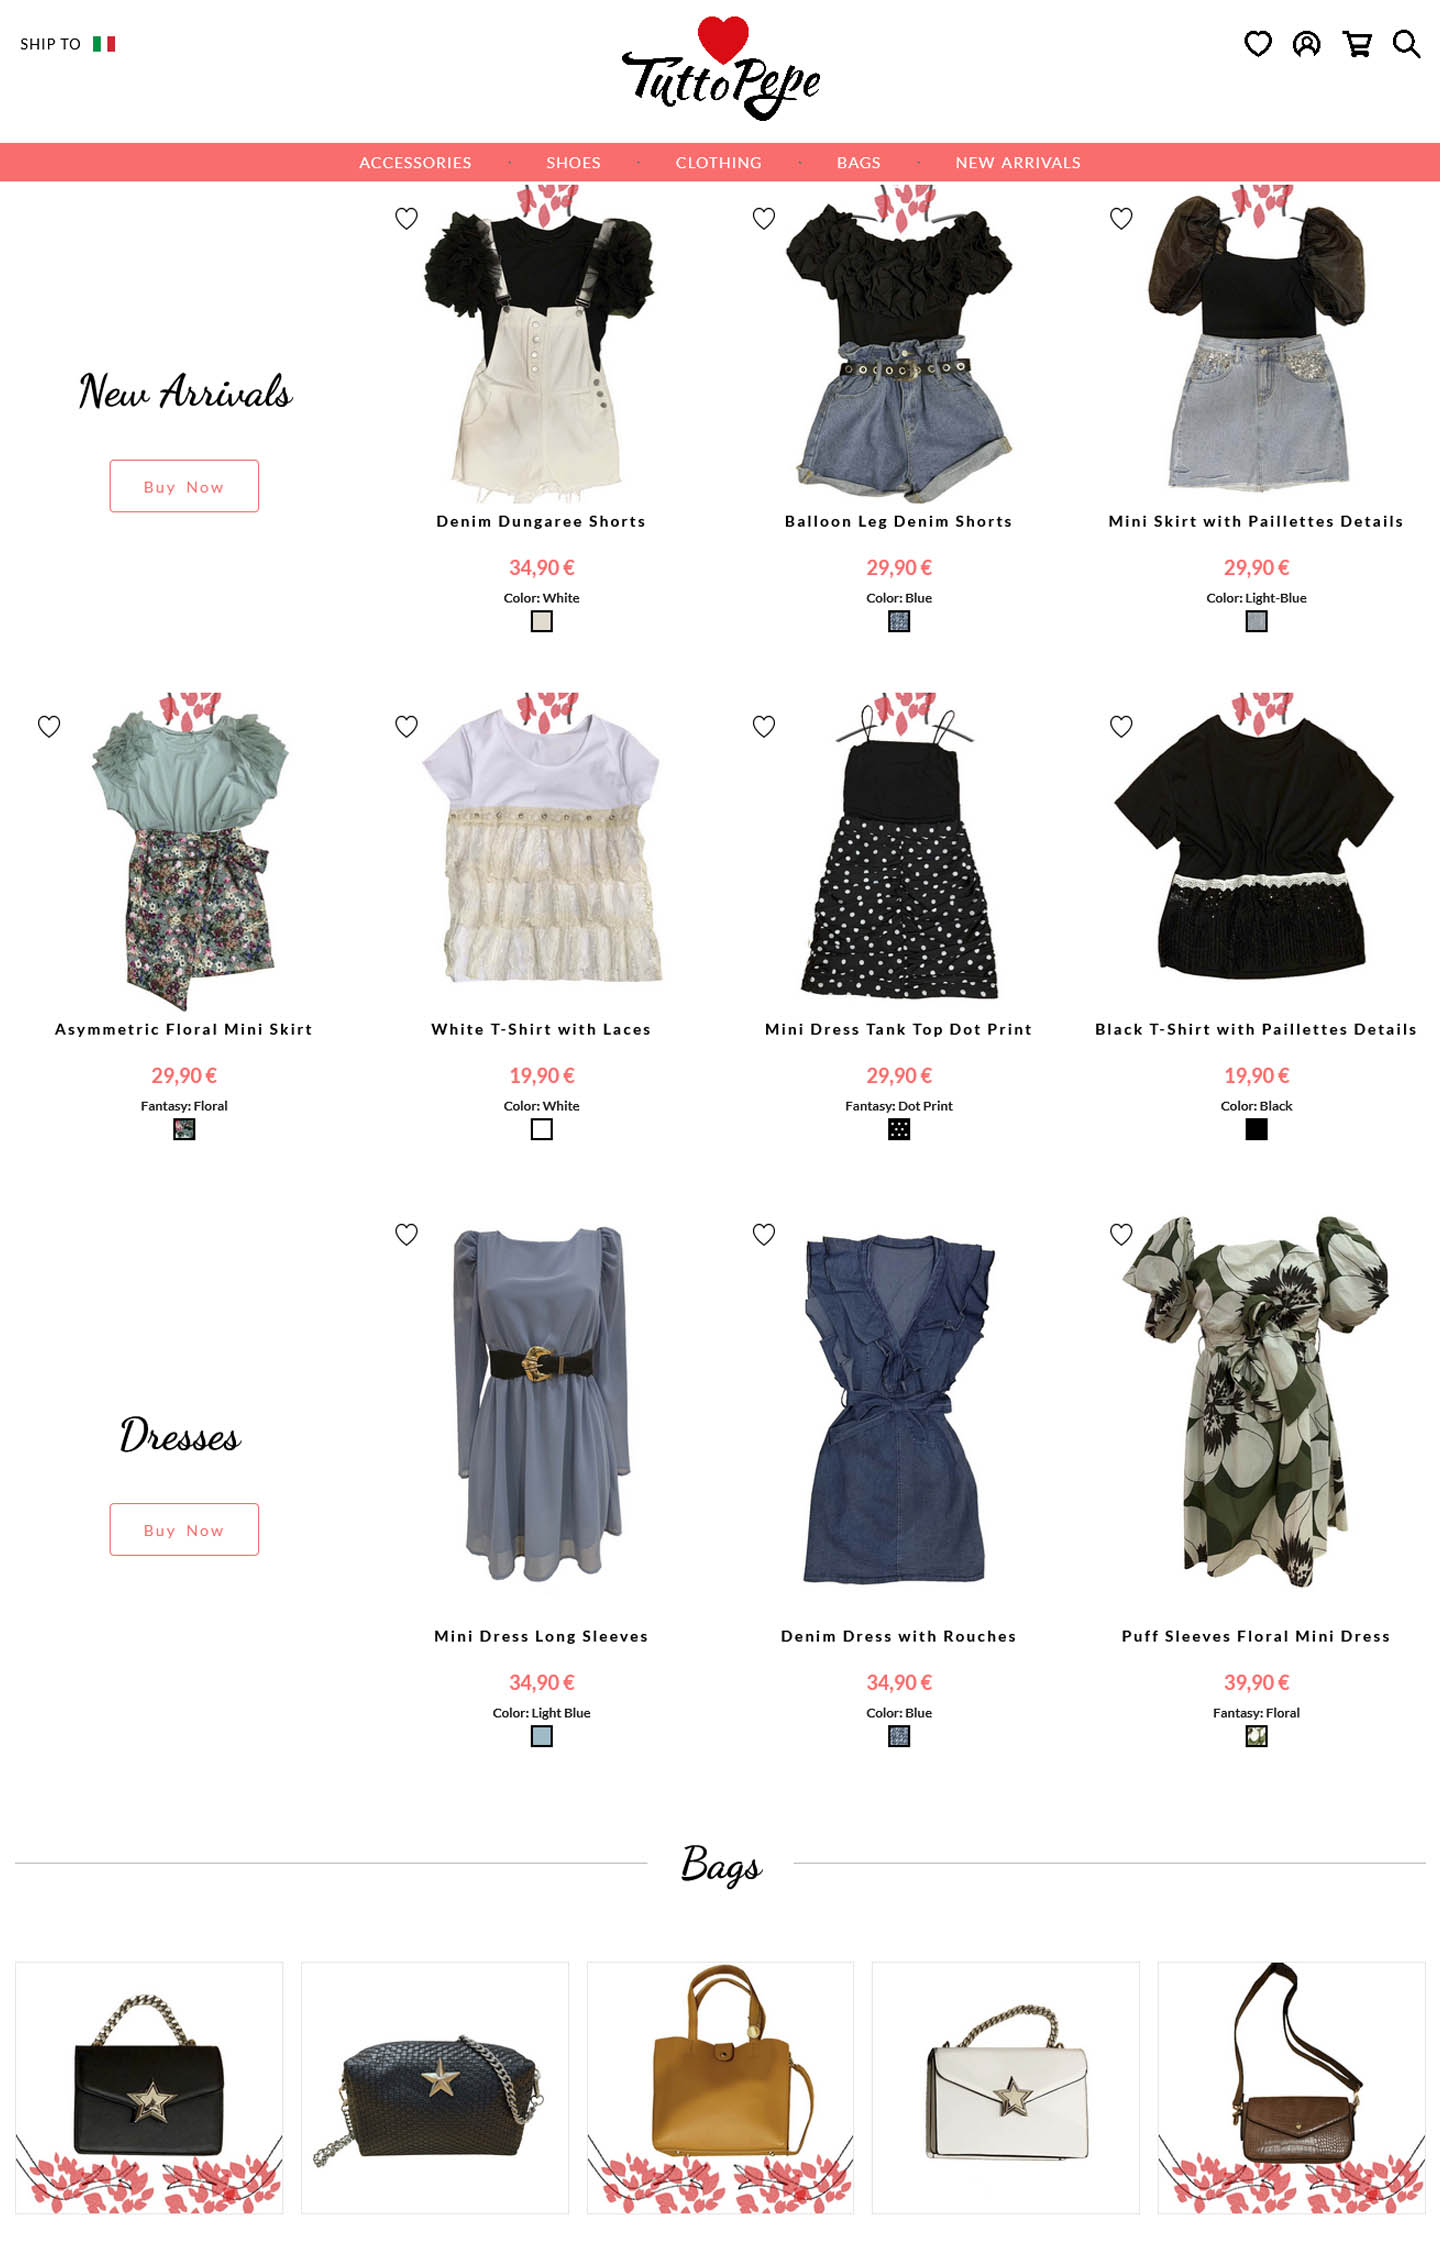 SHIP TO
Tutto Pepe
ACCESSORIES · SHOES · CLOTHING · BAGS · NEW ARRIVALS
New Arrivals
Buy Now
Denim Dungaree Shorts
34,90 €
Color: White
Balloon Leg Denim Shorts
29,90 €
Color: Blue
Mini Skirt with Paillettes Details
29,90 €
Color: Light-Blue
Asymmetric Floral Mini Skirt
29,90 €
Fantasy: Floral
White T-Shirt with Laces
19,90 €
Color: White
Mini Dress Tank Top Dot Print
29,90 €
Fantasy: Dot Print
Black T-Shirt with Paillettes Details
19,90 €
Color: Black
Dresses
Buy Now
Mini Dress Long Sleeves
34,90 €
Color: Light Blue
Denim Dress with Rouches
34,90 €
Color: Blue
Puff Sleeves Floral Mini Dress
39,90 €
Fantasy: Floral
Bags